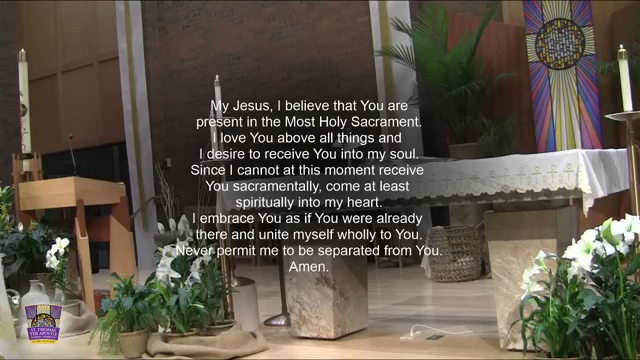 My Jesus, I believe that You are
present in the Most Holy Sacrament.
I love You above all things and
I desire to receive You into my soul.
Since I cannot at this moment receive
You sacramentally, come at least
spiritually into my heart.
I embrace You as if You were already
there and unite myself wholly to You.
Never permit me to be separated from You.
Amen.
ST. THOMAS
THE APOSTLE